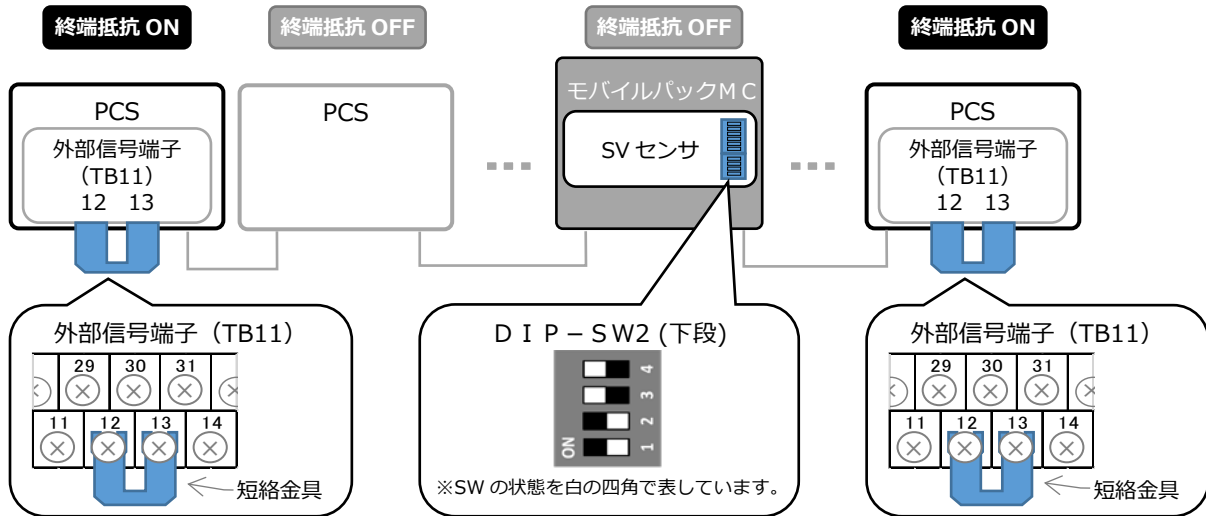 終端抵抗 ON
終端抵抗 OFF
終端抵抗 OFF
終端抵抗 ON
PCS
外部信号端子
（TB11）
12 13
PCS
モバイルパックＭＣ
SV センサ
PCS
外部信号端子
（TB11）
12 13
外部信号端子（TB11）
29 30 31
11 12 13 14
短絡金具
ＤＩＰ－SW2 (下段)
4
3
2
1
ON
※SW の状態を白の四角で表しています。
外部信号端子（TB11）
29 30 31
11 12 13 14
短絡金具